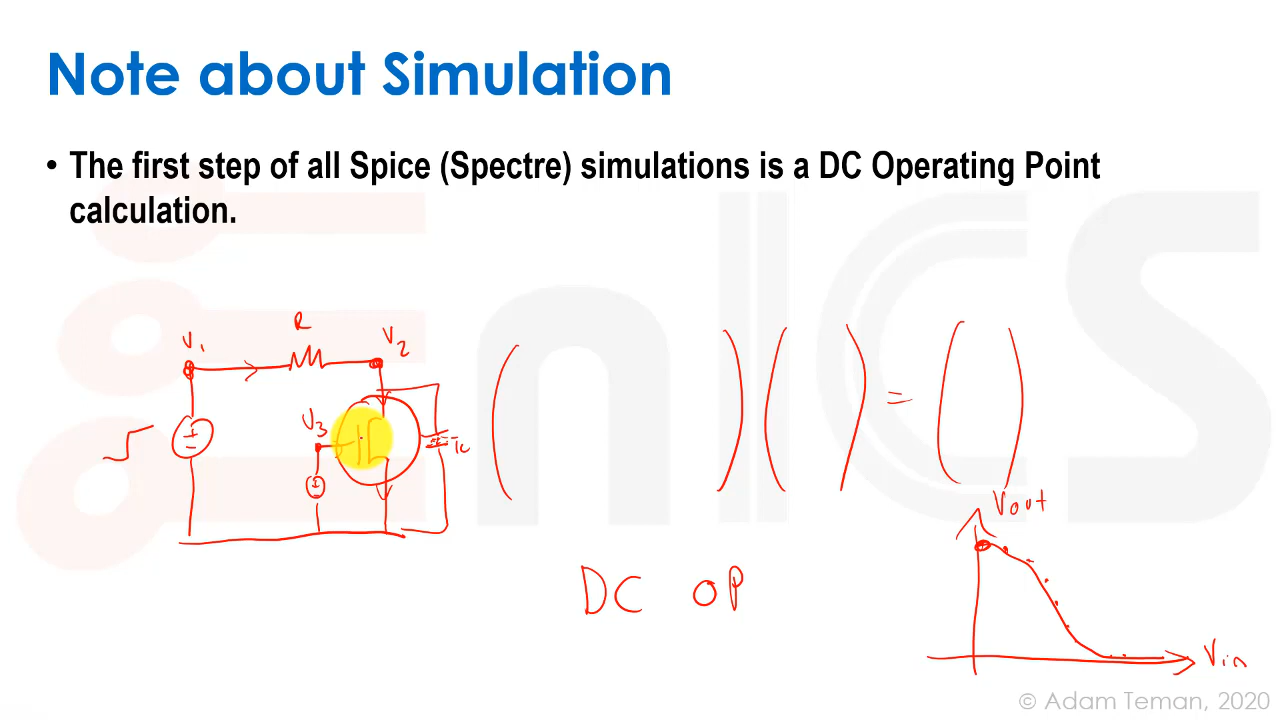 Note about Simulation
• The first step of all Spice (Spectre) simulations is a DC Operating Point
calculation.
R
V1
V2
V3
+
-
+
-
=
Vout
DC OP
Vin
© Adam Teman, 2020